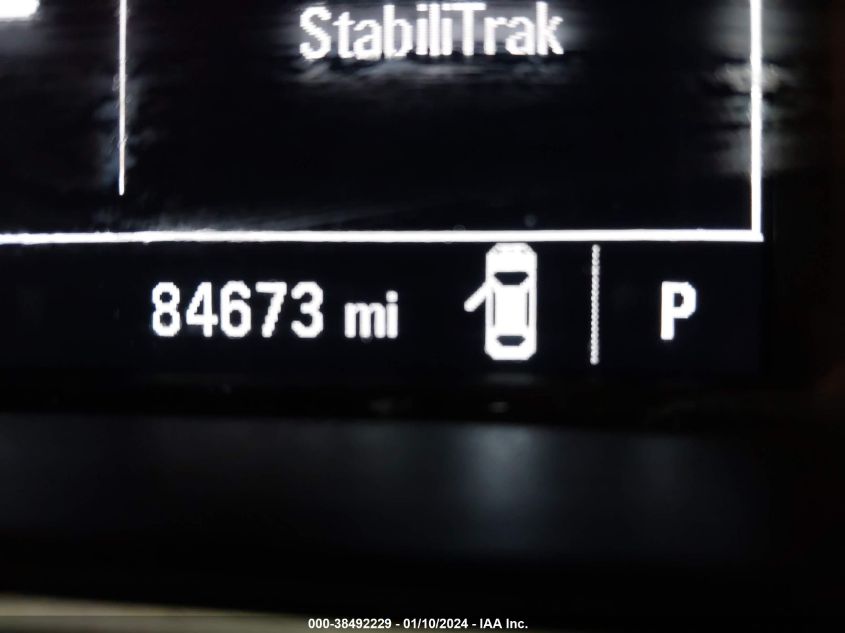 StabiliTrak
84673 mi P
000-38492229 - 01/10/2024 - IAA Inc.